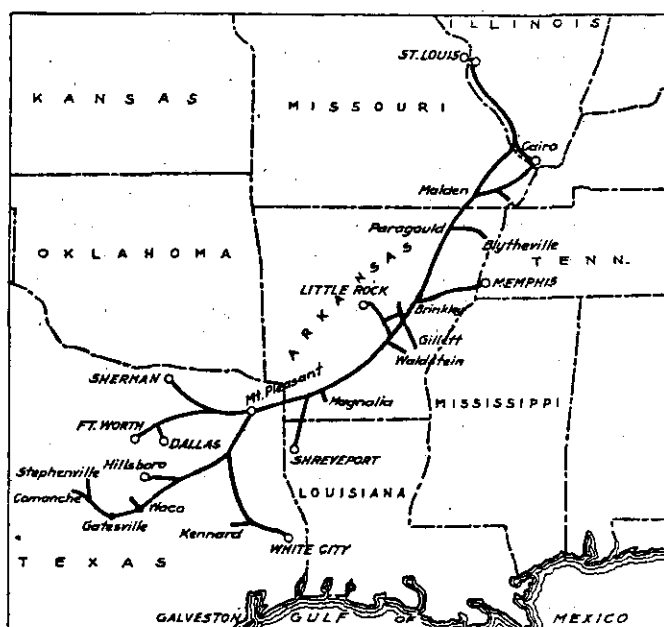 ILLINOIS
ST. LOUIS
KANSAS
MISSOURI
Cairo
Malden
Paragould
Blytheville
OKLAHOMA
ARKANSAS
TENN.
LITTLE ROCK
MEMPHIS
Brinkley
Gillett
Waldstein
SHERMAN
Mt. Pleasant
Magnolia
MISSISSIPPI
FT. WORTH
DALLAS
Hillsboro
SHREVEPORT
Stephenville
LOUISIANA
Comanche
Waco
Gatesville
Kennard
WHITE CITY
TEXAS
GALVESTON GULF OF MEXICO